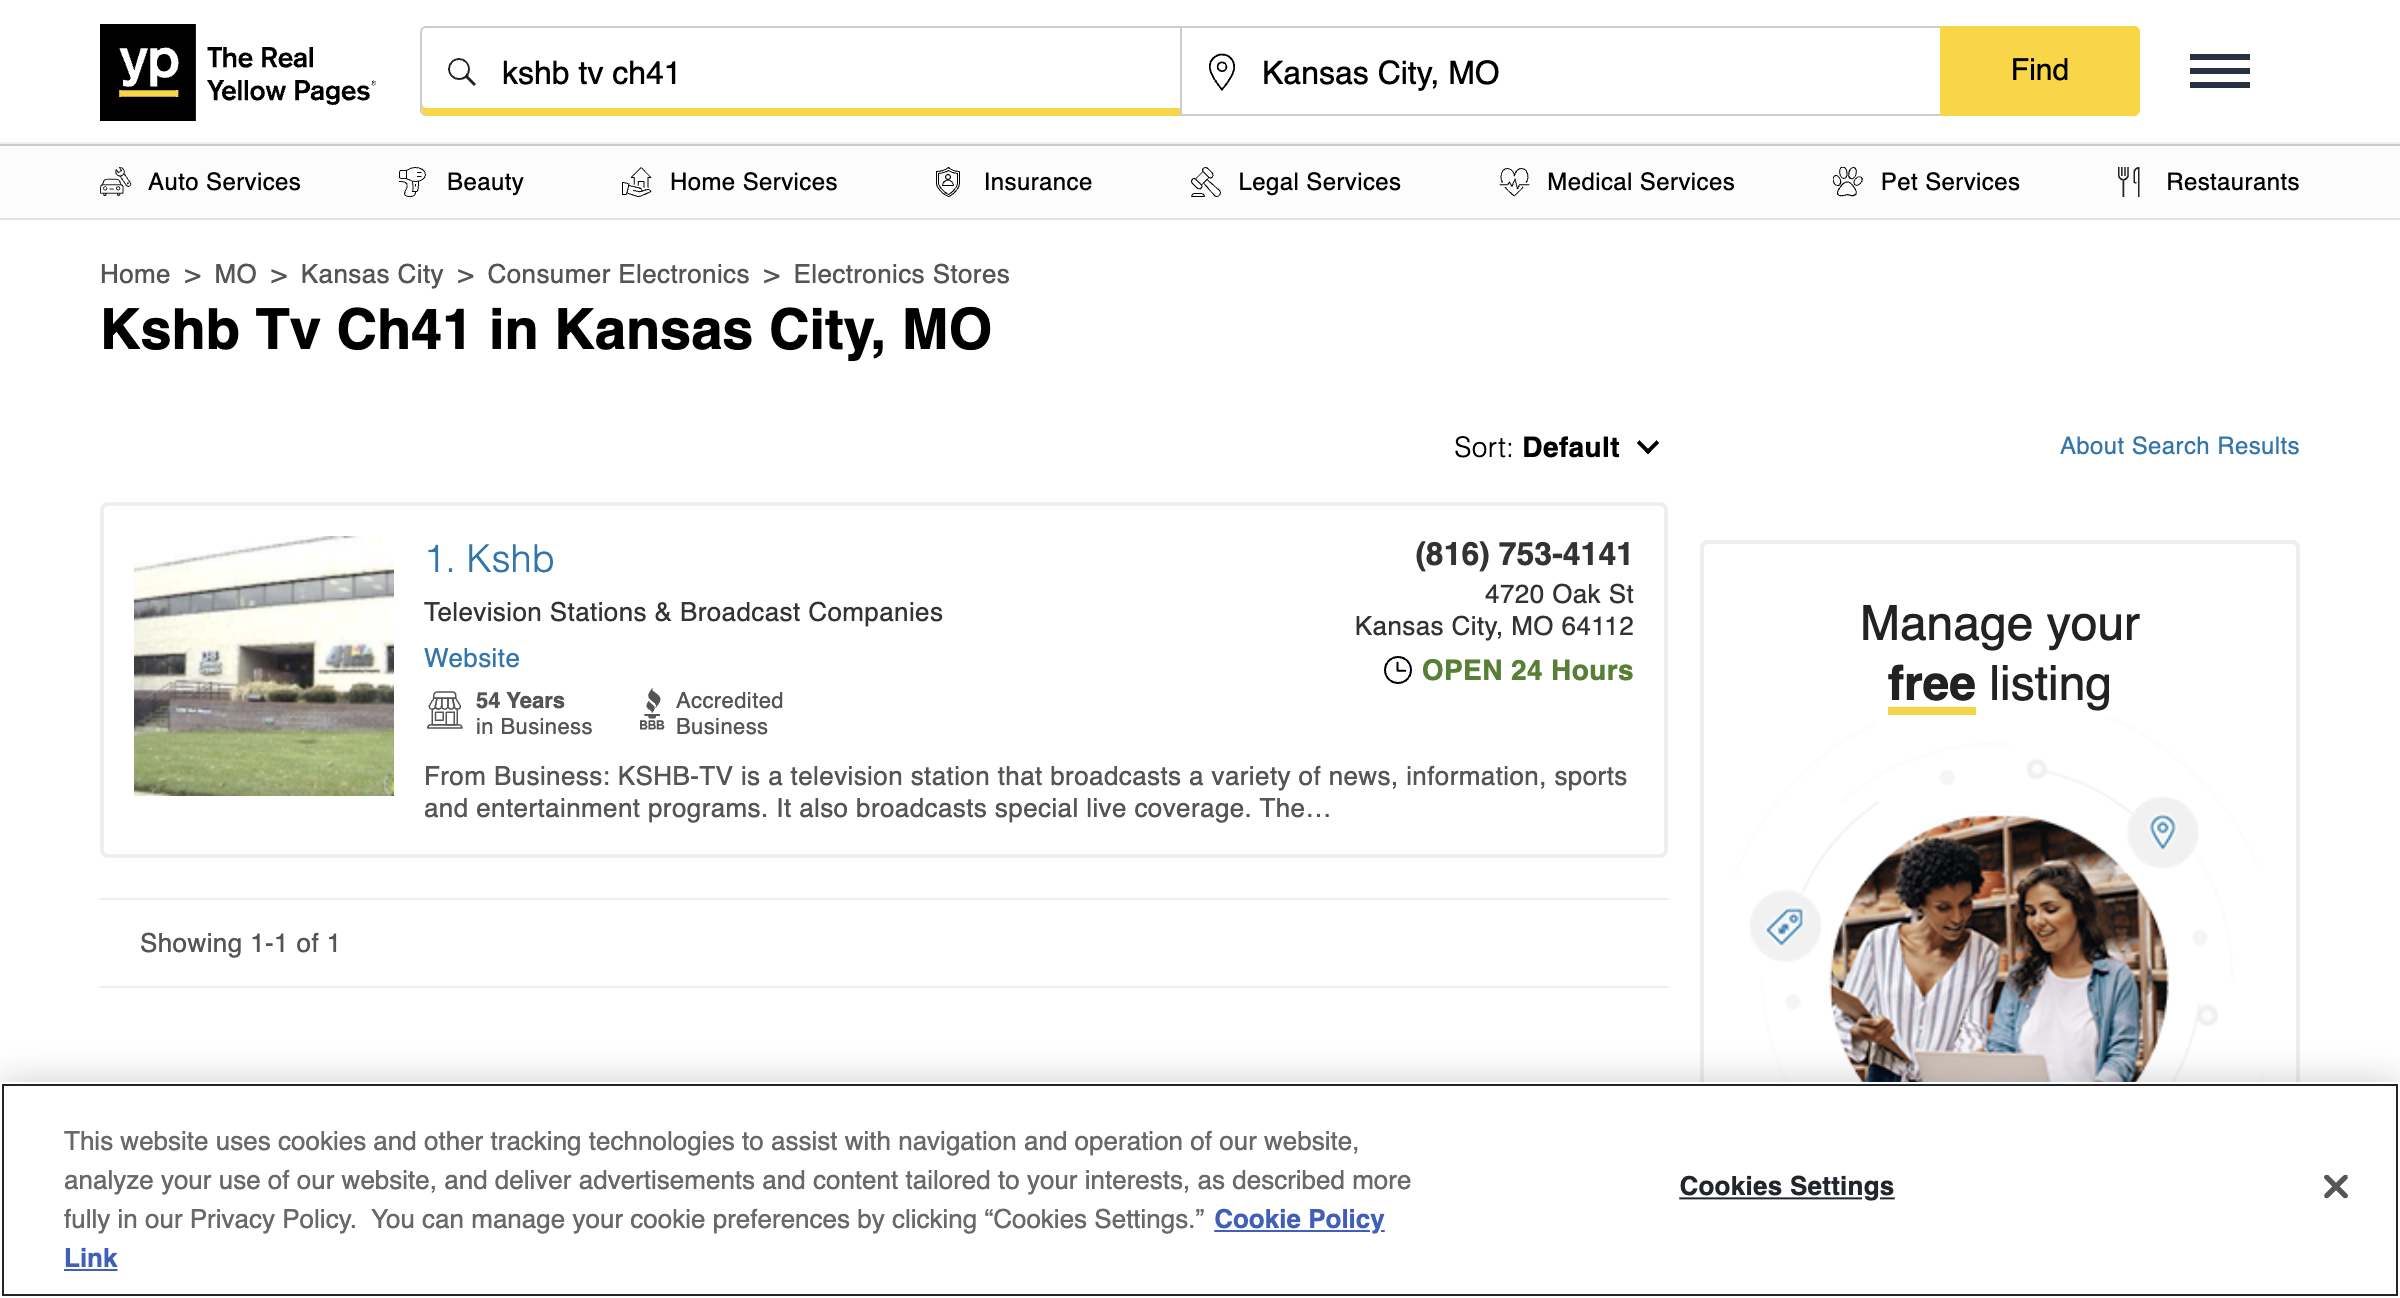 yp The Real
Yellow Pages
kshb tv ch41
Kansas City, MO
Find
Auto Services
Beauty
Home Services
Insurance
Legal Services
Medical Services
Pet Services
Restaurants
Home > MO > Kansas City > Consumer Electronics > Electronics Stores
Kshb Tv Ch41 in Kansas City, MO
Sort: Default
About Search Results
1. Kshb
Television Stations & Broadcast Companies
Website
54 Years
in Business
BBB
Accredited
Business
(816) 753-4141
4720 Oak St
Kansas City, MO 64112
OPEN 24 Hours
From Business: KSHB-TV is a television station that broadcasts a variety of news, information, sports
and entertainment programs. It also broadcasts special live coverage. The…
Showing 1-1 of 1
Manage your
free listing
This website uses cookies and other tracking technologies to assist with navigation and operation of our website,
analyze your use of our website, and deliver advertisements and content tailored to your interests, as described more
fully in our Privacy Policy.  You can manage your cookie preferences by clicking “Cookies Settings.” Cookie Policy
Link
Cookies Settings